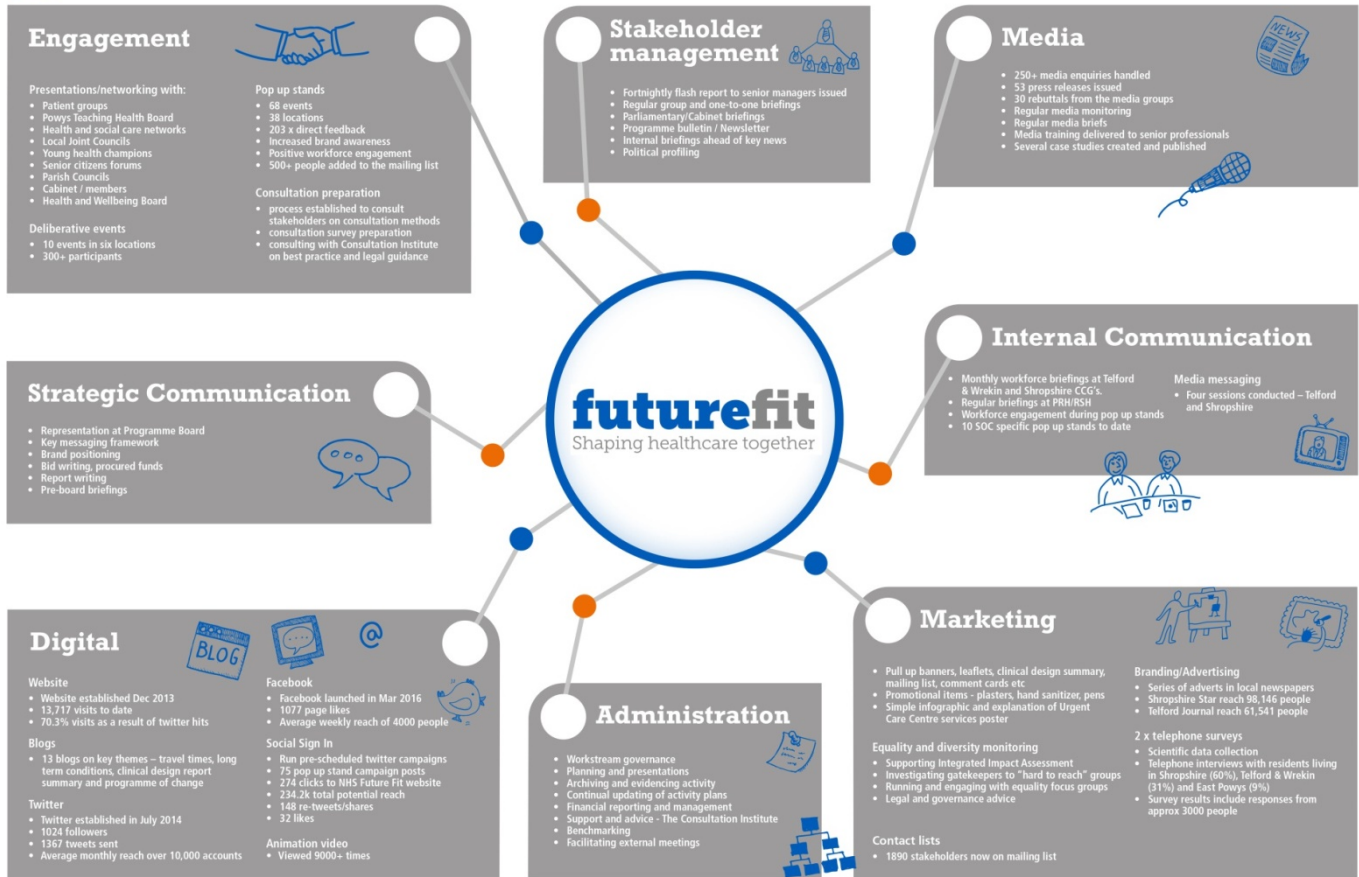 Engagement
Presentations/networking with:
• Patient groups
• Powys Teaching Health Board
• Health and social care networks
• Local Joint Councils
• Young health champions
• Senior citizens forums
• Parish Councils
• Cabinet / members
• Health and Wellbeing Board
Deliberative events
• 10 events in six locations
• 300+ participants
Pop up stands
• 68 events
• 38 locations
• 203 x direct feedback
• Increased brand awareness
• Positive workforce engagement
• 500+ people added to the mailing list
Consultation preparation
• process established to consult
stakeholders on consultation methods
• consultation survey preparation
• consulting with Consultation Institute
on best practice and legal guidance
Stakeholder
management
• Fortnightly flash report to senior managers issued
• Regular group and one-to-one briefings
• Parliamentary/Cabinet briefings
• Programme bulletin / Newsletter
• Internal briefings ahead of key news
• Political profiling
Media
NEWS
• 250+ media enquiries handled
• 53 press releases issued
• 30 rebuttals from the media groups
• Regular media monitoring
• Regular media briefs
• Media training delivered to senior professionals
• Several case studies created and published
Strategic Communication
• Representation at Programme Board
• Key messaging framework
• Brand positioning
• Bid writing, procured funds
• Report writing
• Pre-board briefings
futurefit
Shaping healthcare together
Internal Communication
• Monthly workforce briefings at Telford
& Wrekin and Shropshire CCG's.
• Regular briefings at PRH/RSH
• Workforce engagement during pop up stands
• 10 SOC specific pop up stands to date
Media messaging
• Four sessions conducted – Telford
and Shropshire
Digital
BLOG
@
Website
• Website established Dec 2013
• 13,717 visits to date
• 70.3% visits as a result of twitter hits
Blogs
• 13 blogs on key themes – travel times, long
term conditions, clinical design report
summary and programme of change
Twitter
• Twitter established in July 2014
• 1024 followers
• 1367 tweets sent
• Average monthly reach over 10,000 accounts
Facebook
• Facebook launched in Mar 2016
• 1077 page likes
• Average weekly reach of 4000 people
Social Sign In
• Run pre-scheduled twitter campaigns
• 75 pop up stand campaign posts
• 274 clicks to NHS Future Fit website
• 234.2k total potential reach
• 148 re-tweets/shares
• 32 likes
Animation video
• Viewed 9000+ times
Administration
• Workstream governance
• Planning and presentations
• Archiving and evidencing activity
• Continual updating of activity plans
• Financial reporting and management
• Support and advice - The Consultation Institute
• Benchmarking
• Facilitating external meetings
Marketing
• Pull up banners, leaflets, clinical design summary,
mailing list, comment cards etc
• Promotional items - plasters, hand sanitizer, pens
• Simple infographic and explanation of Urgent
Care Centre services poster
Equality and diversity monitoring
• Supporting Integrated Impact Assessment
• Investigating gatekeepers to "hard to reach" groups
• Running and engaging with equality focus groups
• Legal and governance advice
Contact lists
• 1890 stakeholders now on mailing list
Branding/Advertising
• Series of adverts in local newspapers
• Shropshire Star reach 98,146 people
• Telford Journal reach 61,541 people
2 x telephone surveys
• Scientific data collection
• Telephone interviews with residents living
in Shropshire (60%), Telford & Wrekin
(31%) and East Powys (9%)
• Survey results include responses from
approx 3000 people